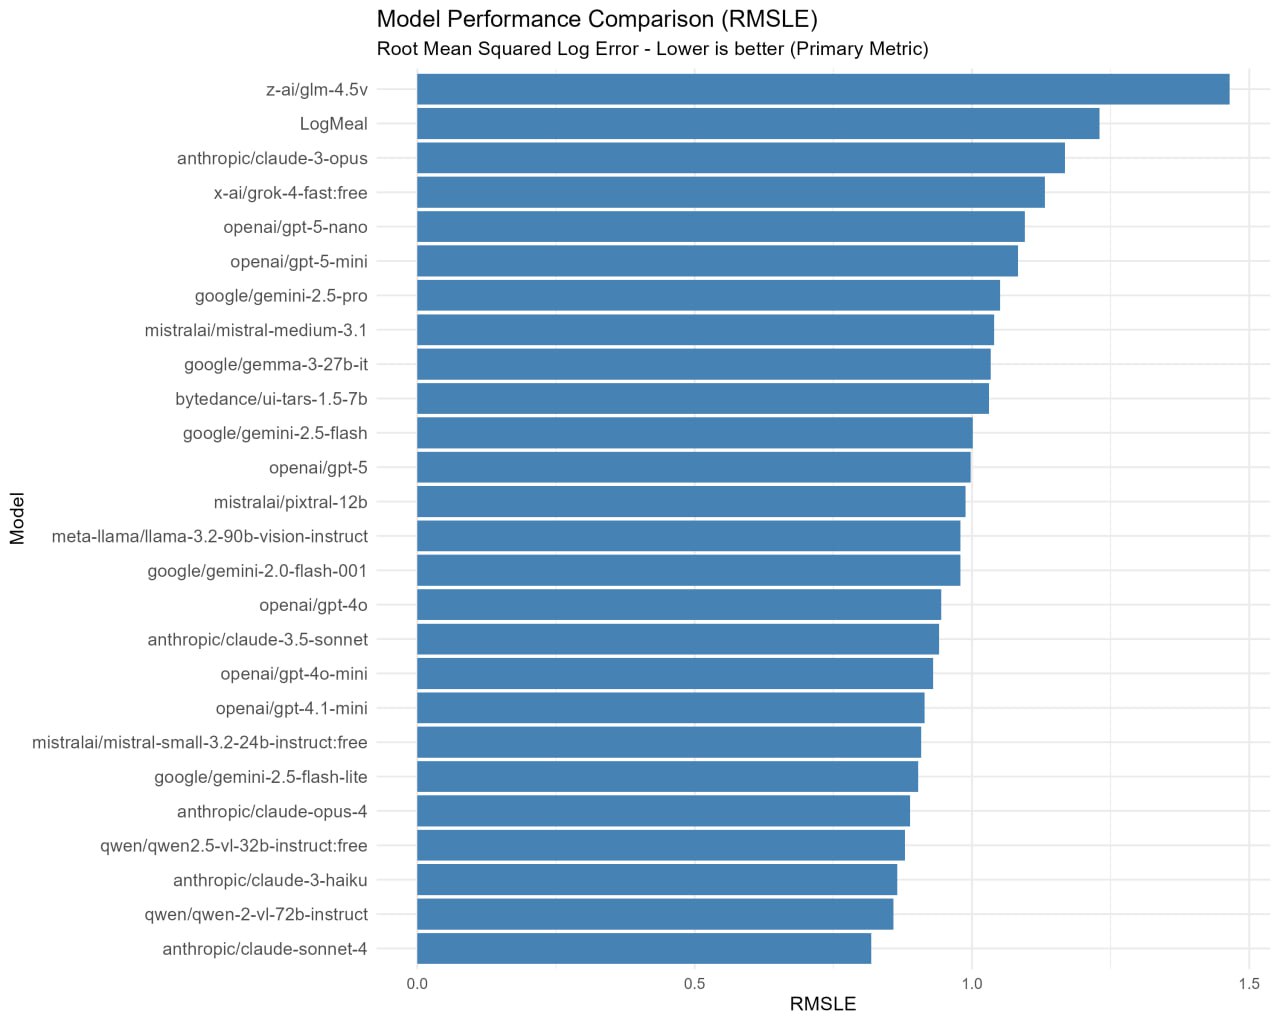 Model Performance Comparison (RMSLE)
Root Mean Squared Log Error - Lower is better (Primary Metric)
Model
z-ai/glm-4.5v
LogMeal
anthropic/claude-3-opus
x-ai/grok-4-fast:free
openai/gpt-5-nano
openai/gpt-5-mini
google/gemini-2.5-pro
mistralai/mistral-medium-3.1
google/gemma-3-27b-it
bytedance/ui-tars-1.5-7b
google/gemini-2.5-flash
openai/gpt-5
mistralai/pixtral-12b
meta-llama/llama-3.2-90b-vision-instruct
google/gemini-2.0-flash-001
openai/gpt-4o
anthropic/claude-3.5-sonnet
openai/gpt-4o-mini
openai/gpt-4.1-mini
mistralai/mistral-small-3.2-24b-instruct:free
google/gemini-2.5-flash-lite
anthropic/claude-opus-4
qwen/qwen2.5-vl-32b-instruct:free
anthropic/claude-3-haiku
qwen/qwen-2-vl-72b-instruct
anthropic/claude-sonnet-4
0.0 0.5 1.0 1.5
RMSLE